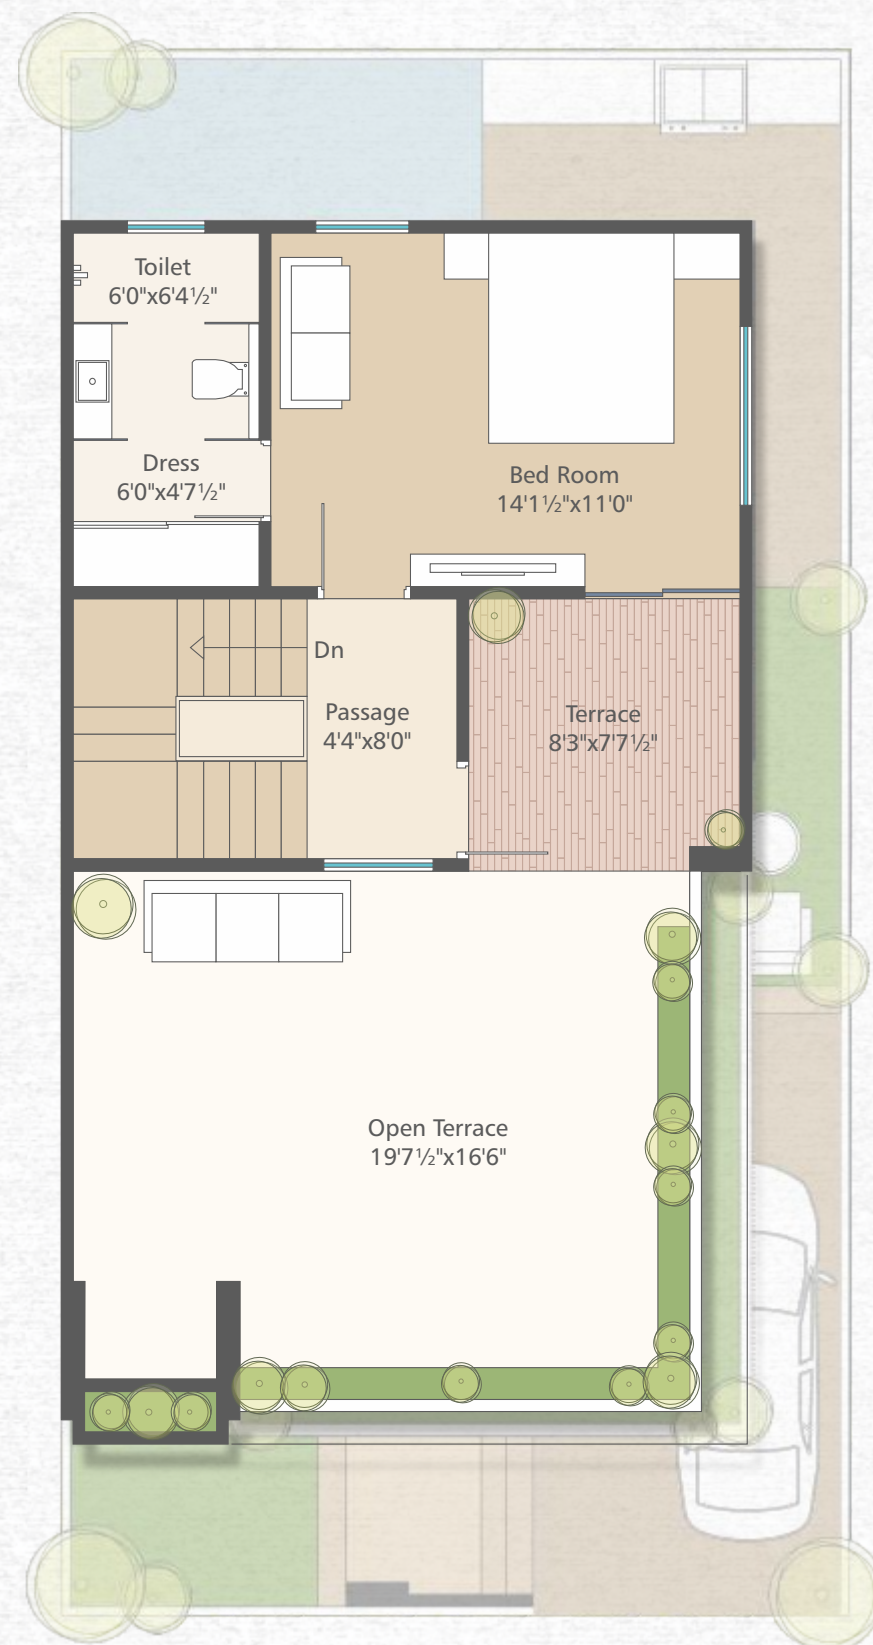 Toilet
6'0"x6'4½"
Dress
6'0"x4'7½"
Bed Room
14'1½"x11'0"
Dn
Passage
4'4"x8'0"
Terrace
8'3"x7'7½"
Open Terrace
19'7½"x16'6"